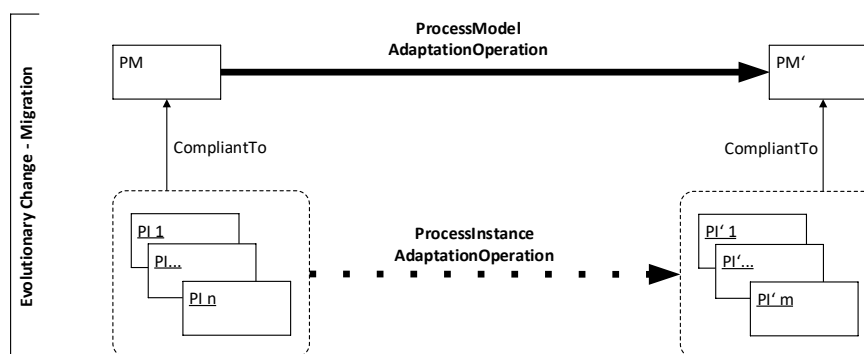 Evolutionary Change - Migration
ProcessModel
AdaptationOperation
PM
PM‘
CompliantTo
CompliantTo
PI 1
PI...
PI n
ProcessInstance
AdaptationOperation
PI‘ 1
PI‘...
PI‘ m